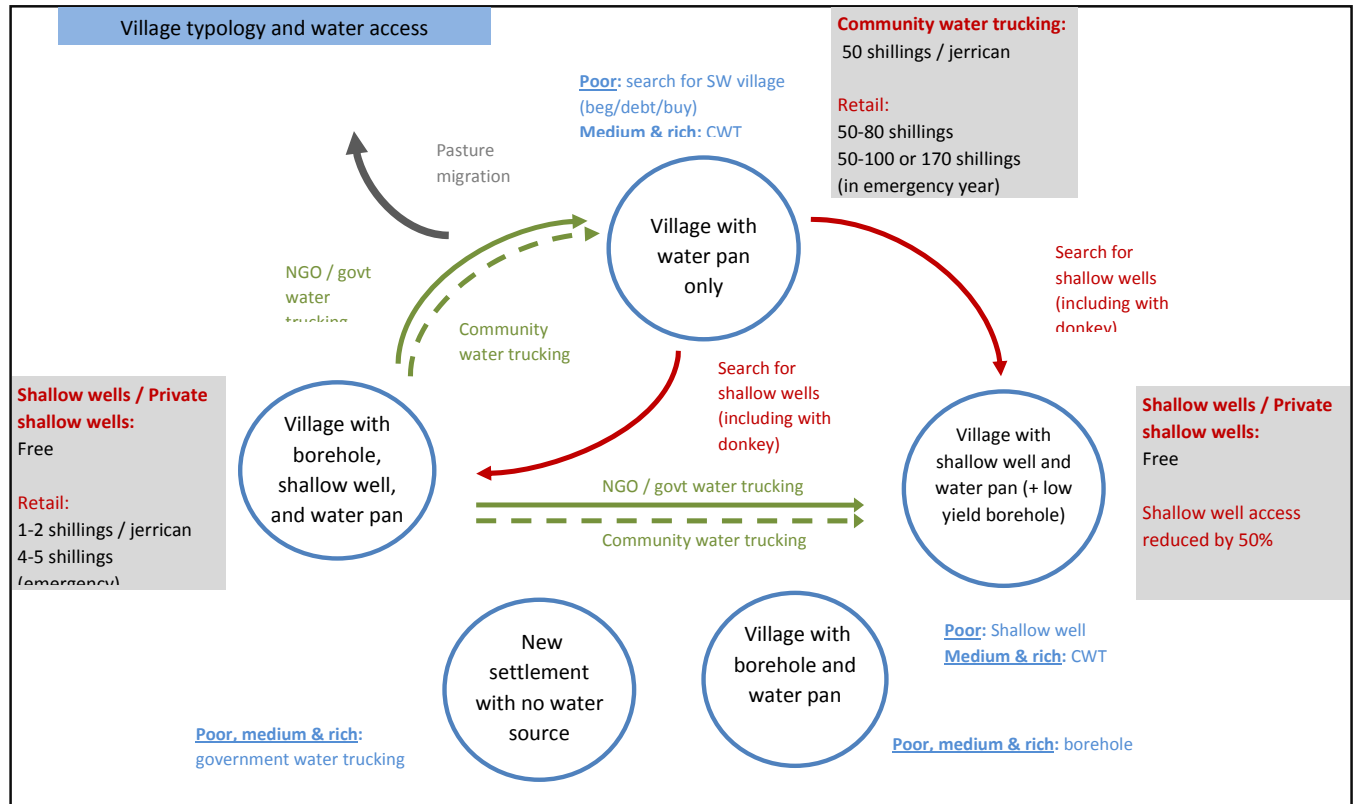 Village typology and water access
Community water trucking:
50 shillings / jerrican
Retail:
50-80 shillings
50-100 or 170 shillings
(in emergency year)
Poor: search for SW village
(beg/debt/buy)
Medium & rich: CWT
Pasture
migration
Village with
water pan
only
NGO / govt
water
trucking
Community
water trucking
Search for
shallow wells
(including with
donkey)
Search for
shallow wells
(including with
donkey)
Shallow wells / Private
shallow wells:
Free
Retail:
1-2 shillings / jerrican
4-5 shillings
(emergency)
Village with
borehole,
shallow well,
and water pan
NGO / govt water trucking
Community water trucking
Village with
shallow well and
water pan (+ low
yield borehole)
Shallow wells / Private
shallow wells:
Free
Shallow well access
reduced by 50%
New
settlement
with no water
source
Village with
borehole and
water pan
Poor: Shallow well
Medium & rich: CWT
Poor, medium & rich:
government water trucking
Poor, medium & rich: borehole